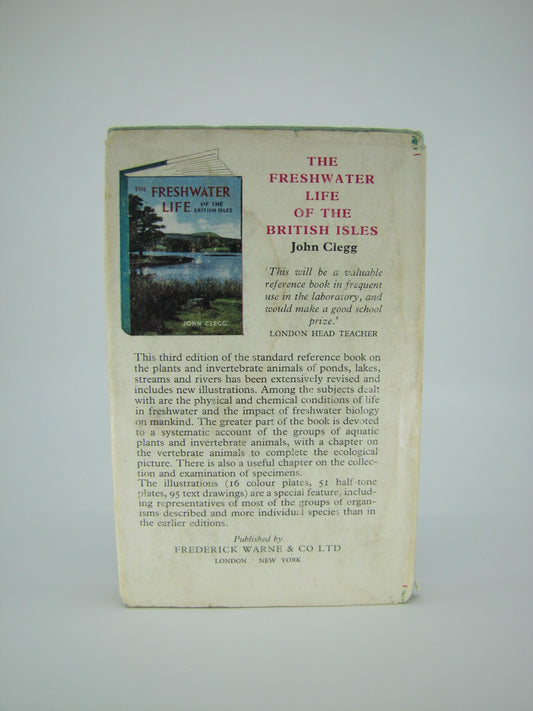 THE
FRESHWATER
LIFE
OF THE
BRITISH ISLES
John Clegg
THE FRESHWATER
LIFE OF THE
BRITISH ISLES
JOHN CLEGG
'This will be a valuable
reference book in frequent
use in the laboratory, and
would make a good school
prize.'
LONDON HEAD TEACHER
This third edition of the standard reference book on
the plants and invertebrate animals of ponds, lakes,
streams and rivers has been extensively revised and
includes new illustrations. Among the subjects dealt
with are the physical and chemical conditions of life
in freshwater and the impact of freshwater biology
on mankind. The greater part of the book is devoted
to a systematic account of the groups of aquatic
plants and invertebrate animals, with a chapter on
the vertebrate animals to complete the ecological
picture. There is also a useful chapter on the collec-
tion and examination of specimens.
The illustrations (16 colour plates, 51 half-tone
plates, 95 text drawings) are a special feature, includ-
ing representatives of most of the groups of organ-
isms described and more individual species than in
the earlier editions.
Published by
FREDERICK WARNE & CO LTD
LONDON · NEW YORK